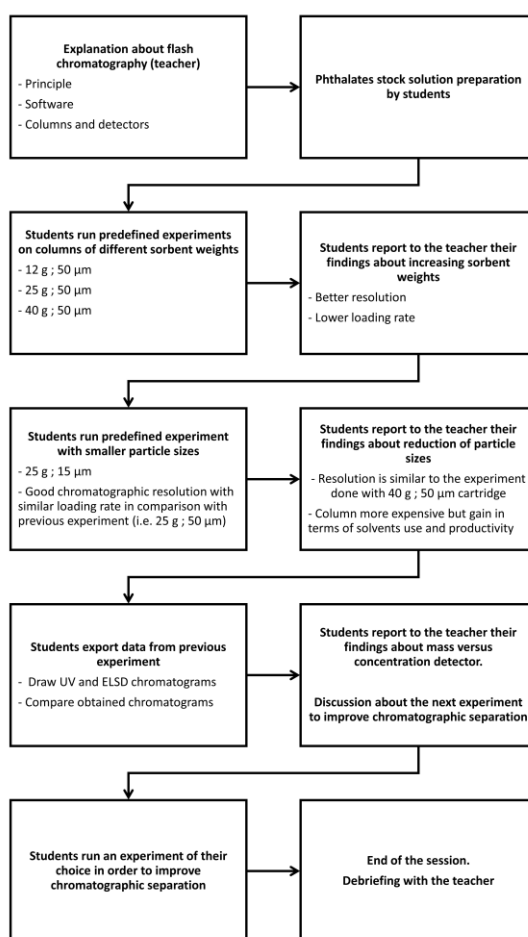 Explanation about flash
chromatography (teacher)
- Principle
- Software
- Columns and detectors
Phthalates stock solution preparation
by students
Students run predefined experiments
on columns of different sorbent weights
- 12 g ; 50 µm
- 25 g ; 50 µm
- 40 g ; 50 µm
Students report to the teacher their
findings about increasing sorbent
weights
- Better resolution
- Lower loading rate
Students run predefined experiment
with smaller particle sizes
- 25 g ; 15 µm
- Good chromatographic resolution with
similar loading rate in comparison with
previous experiment (i.e. 25 g ; 50 µm)
Students report to the teacher their
findings about reduction of particle
sizes
- Resolution is similar to the experiment
done with 40 g ; 50 µm cartridge
- Column more expensive but gain in
terms of solvents use and productivity
Students export data from previous
experiment
- Draw UV and ELSD chromatograms
- Compare obtained chromatograms
Students report to the teacher their
findings about mass versus
concentration detector.
Discussion about the next experiment
to improve chromatographic separation
Students run an experiment of their
choice in order to improve
chromatographic separation
End of the session.
Debriefing with the teacher